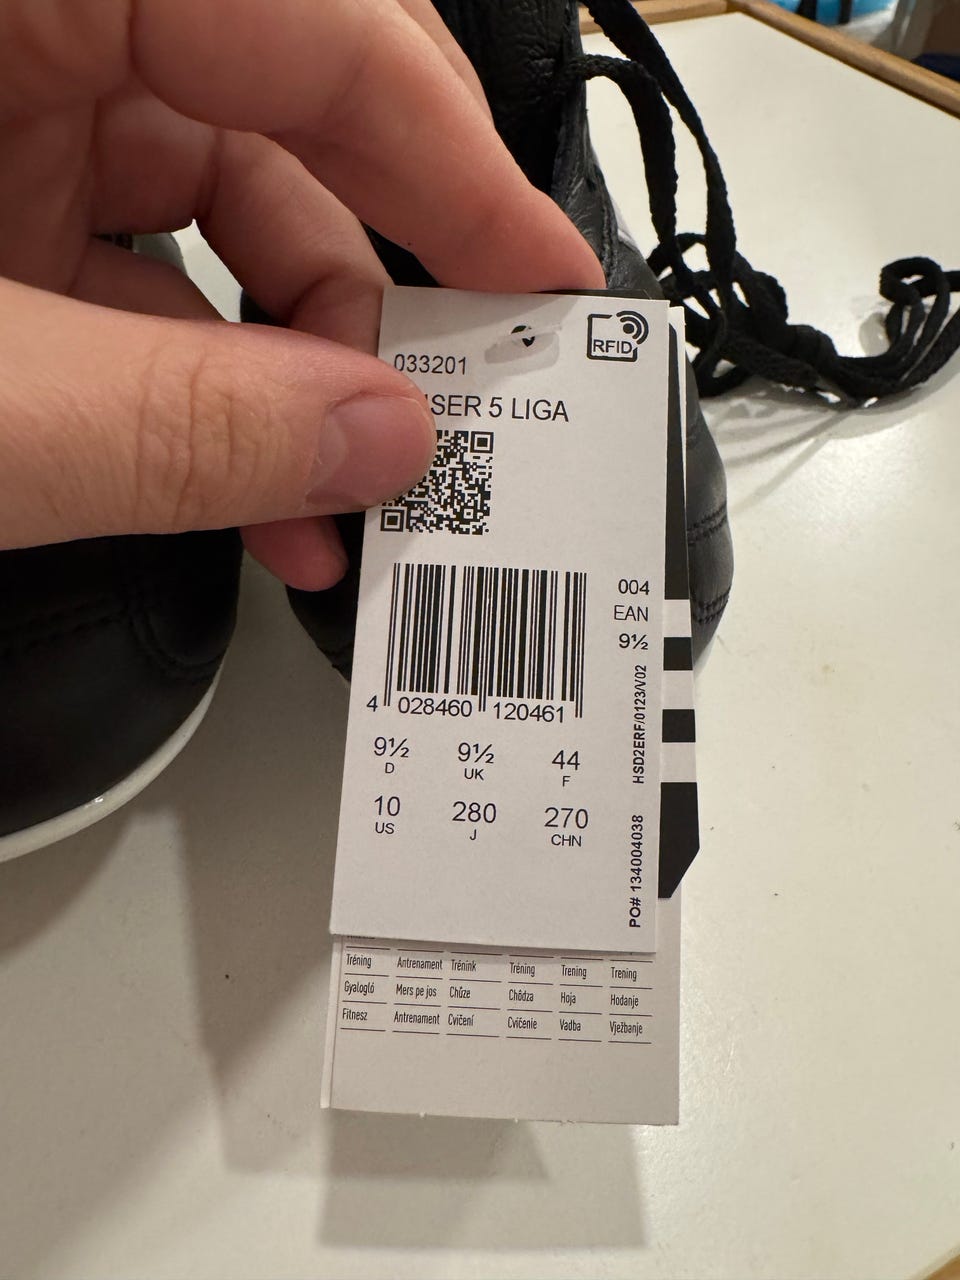 RFID
033201
SER 5 LIGA
004
EAN
9½
4 028460 120461
9½ 9½ 44
D UK F
10 280 270
US J CHN
HSD2ERF/0123/V02
PO# 134004038
Tréning Antrenament Trénink Tréning Trening Trening
Gyalogló Mers pe jos Chůze Chôdza Hoja Hodanje
Fitnesz Antrenament Cvičení Cvičenie Vadba Vježbanje